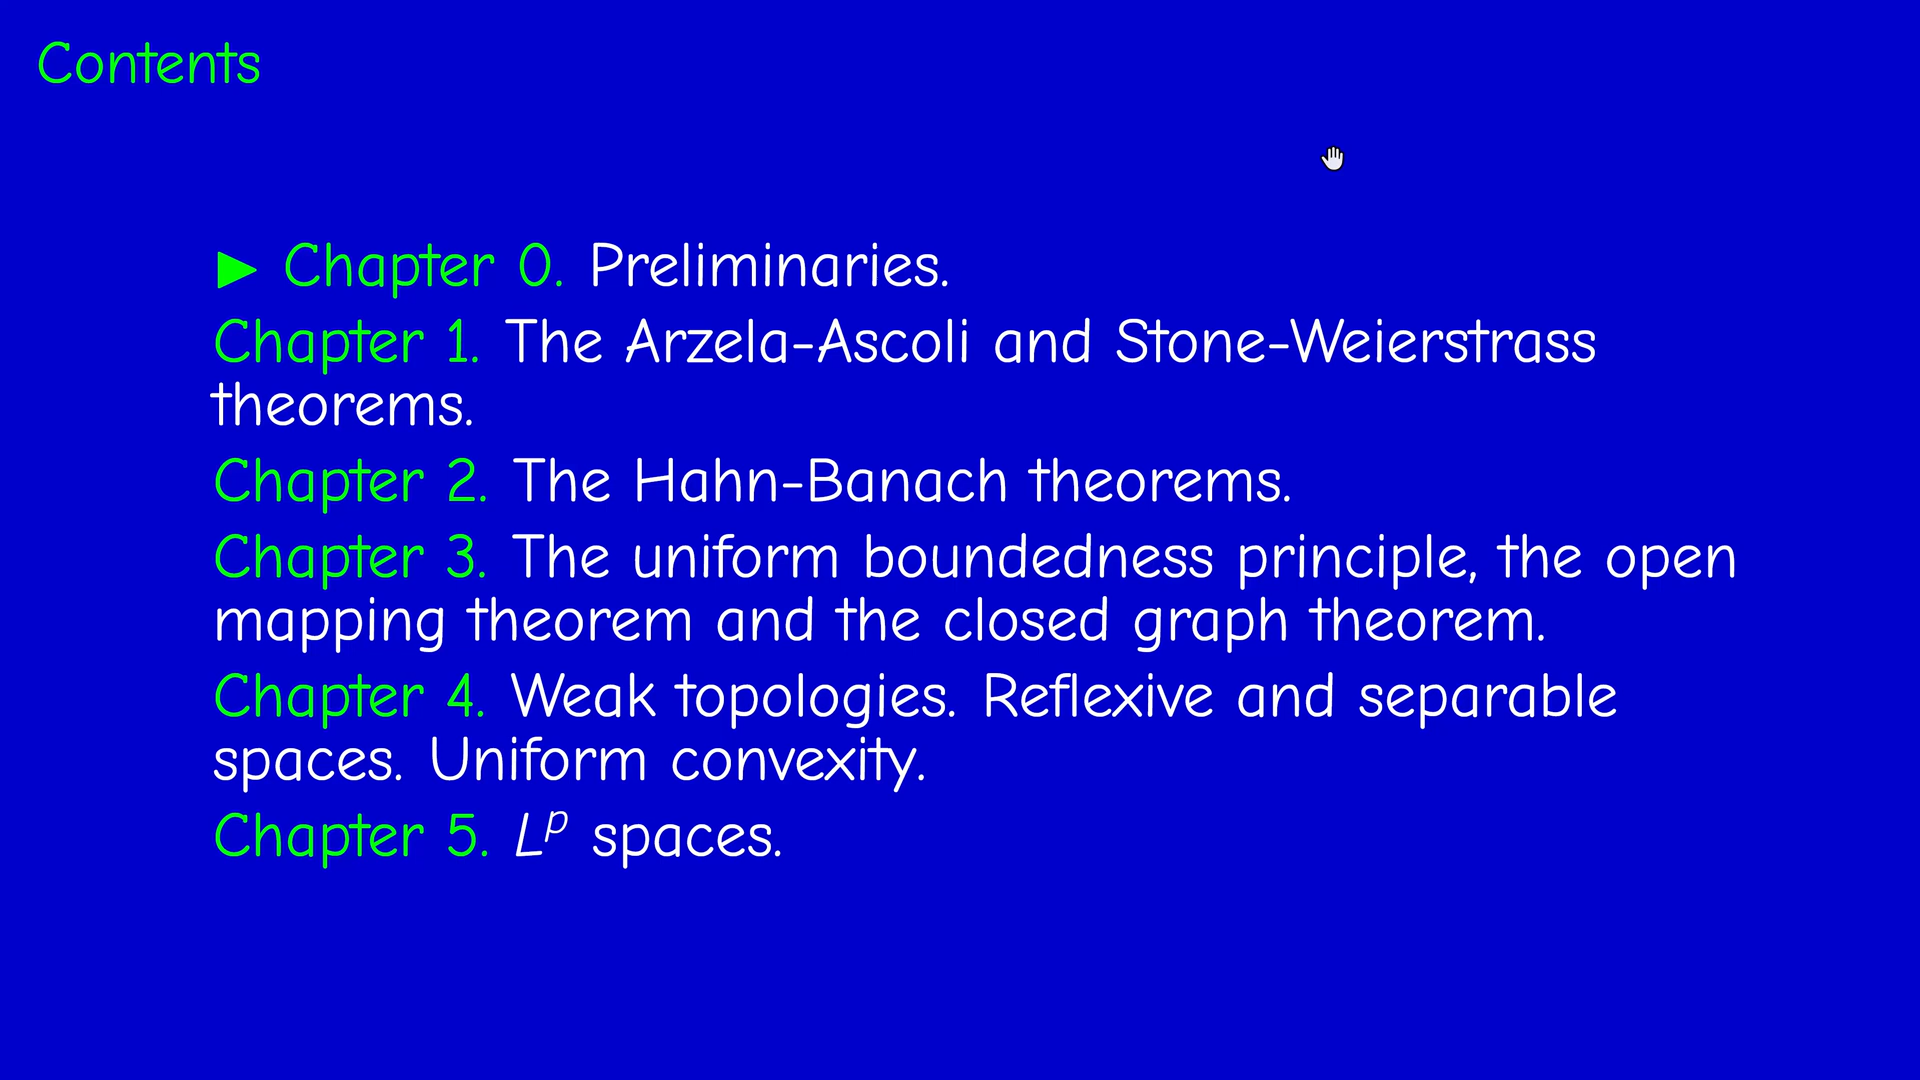 Contents
▶ Chapter 0. Preliminaries.
Chapter 1. The Arzela-Ascoli and Stone-Weierstrass
theorems.
Chapter 2. The Hahn-Banach theorems.
Chapter 3. The uniform boundedness principle, the open
mapping theorem and the closed graph theorem.
Chapter 4. Weak topologies. Reflexive and separable
spaces. Uniform convexity.
Chapter 5. L^p spaces.